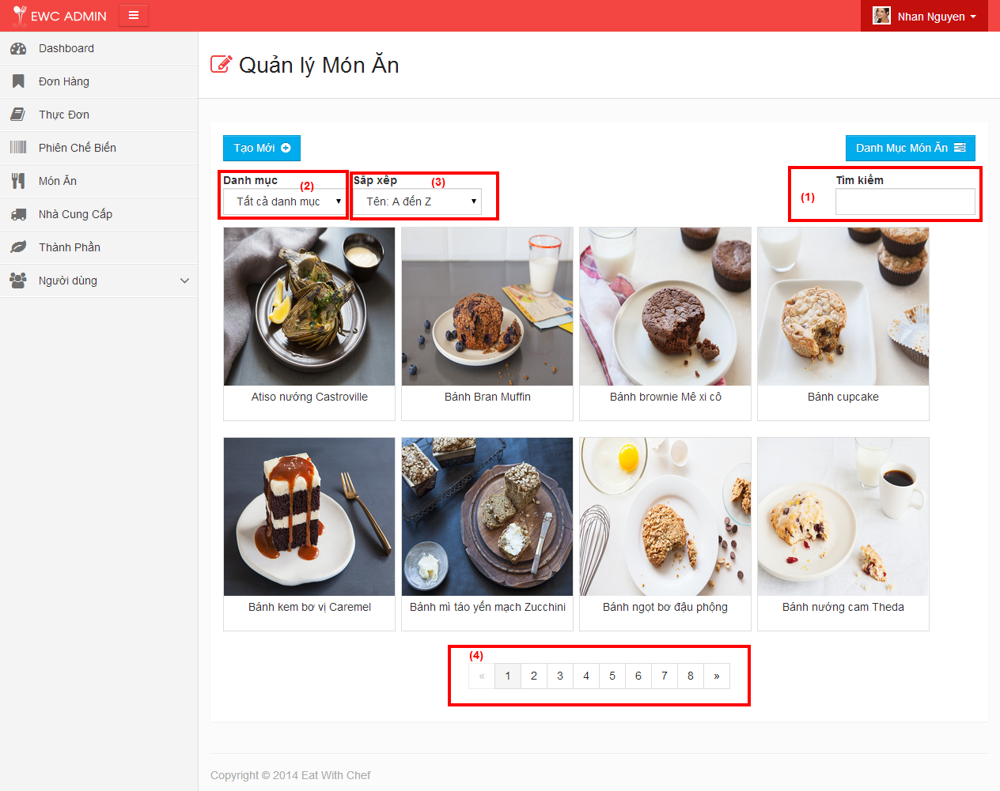 EWC ADMIN
Nhan Nguyen
Dashboard
Đơn Hàng
Thực Đơn
Phiên Chế Biến
Món Ăn
Nhà Cung Cấp
Thành Phần
Người dùng
Quản lý Món Ăn
Tạo Mới
Danh Mục Món Ăn
Danh mục
(2)
Tất cả danh mục
Sắp xếp
(3)
Tên: A đến Z
(1)
Tìm kiếm
Atiso nướng Castroville
Bánh Bran Muffin
Bánh brownie Mê xi cô
Bánh cupcake
Bánh kem bơ vị Caremel
Bánh mì táo yến mạch Zucchini
Bánh ngọt bơ đậu phộng
Bánh nướng cam Theda
(4)
« 1 2 3 4 5 6 7 8 »
Copyright © 2014 Eat With Chef